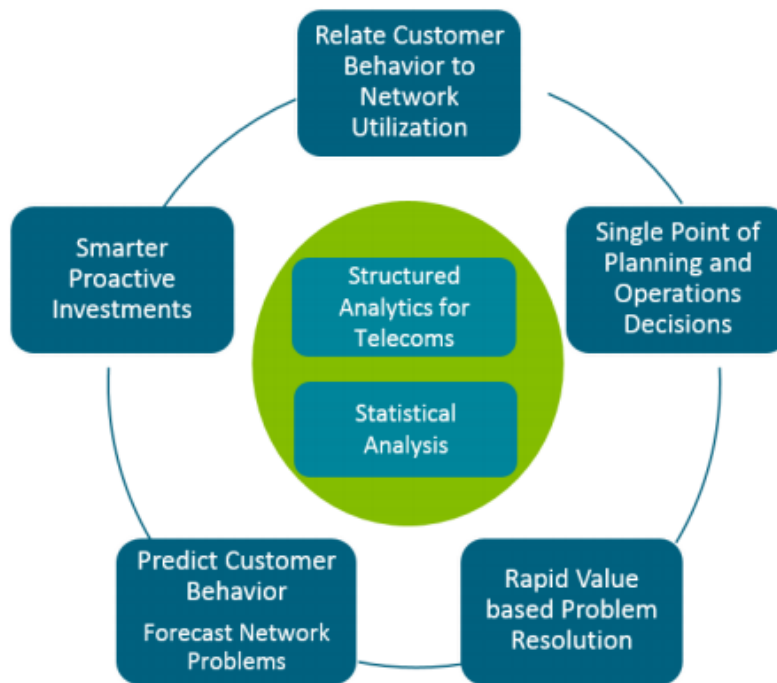 Relate Customer
Behavior to
Network
Utilization
Smarter
Proactive
Investments
Single Point of
Planning and
Operations
Decisions
Structured
Analytics for
Telecoms
Statistical
Analysis
Predict Customer
Behavior
Forecast Network
Problems
Rapid Value
based Problem
Resolution